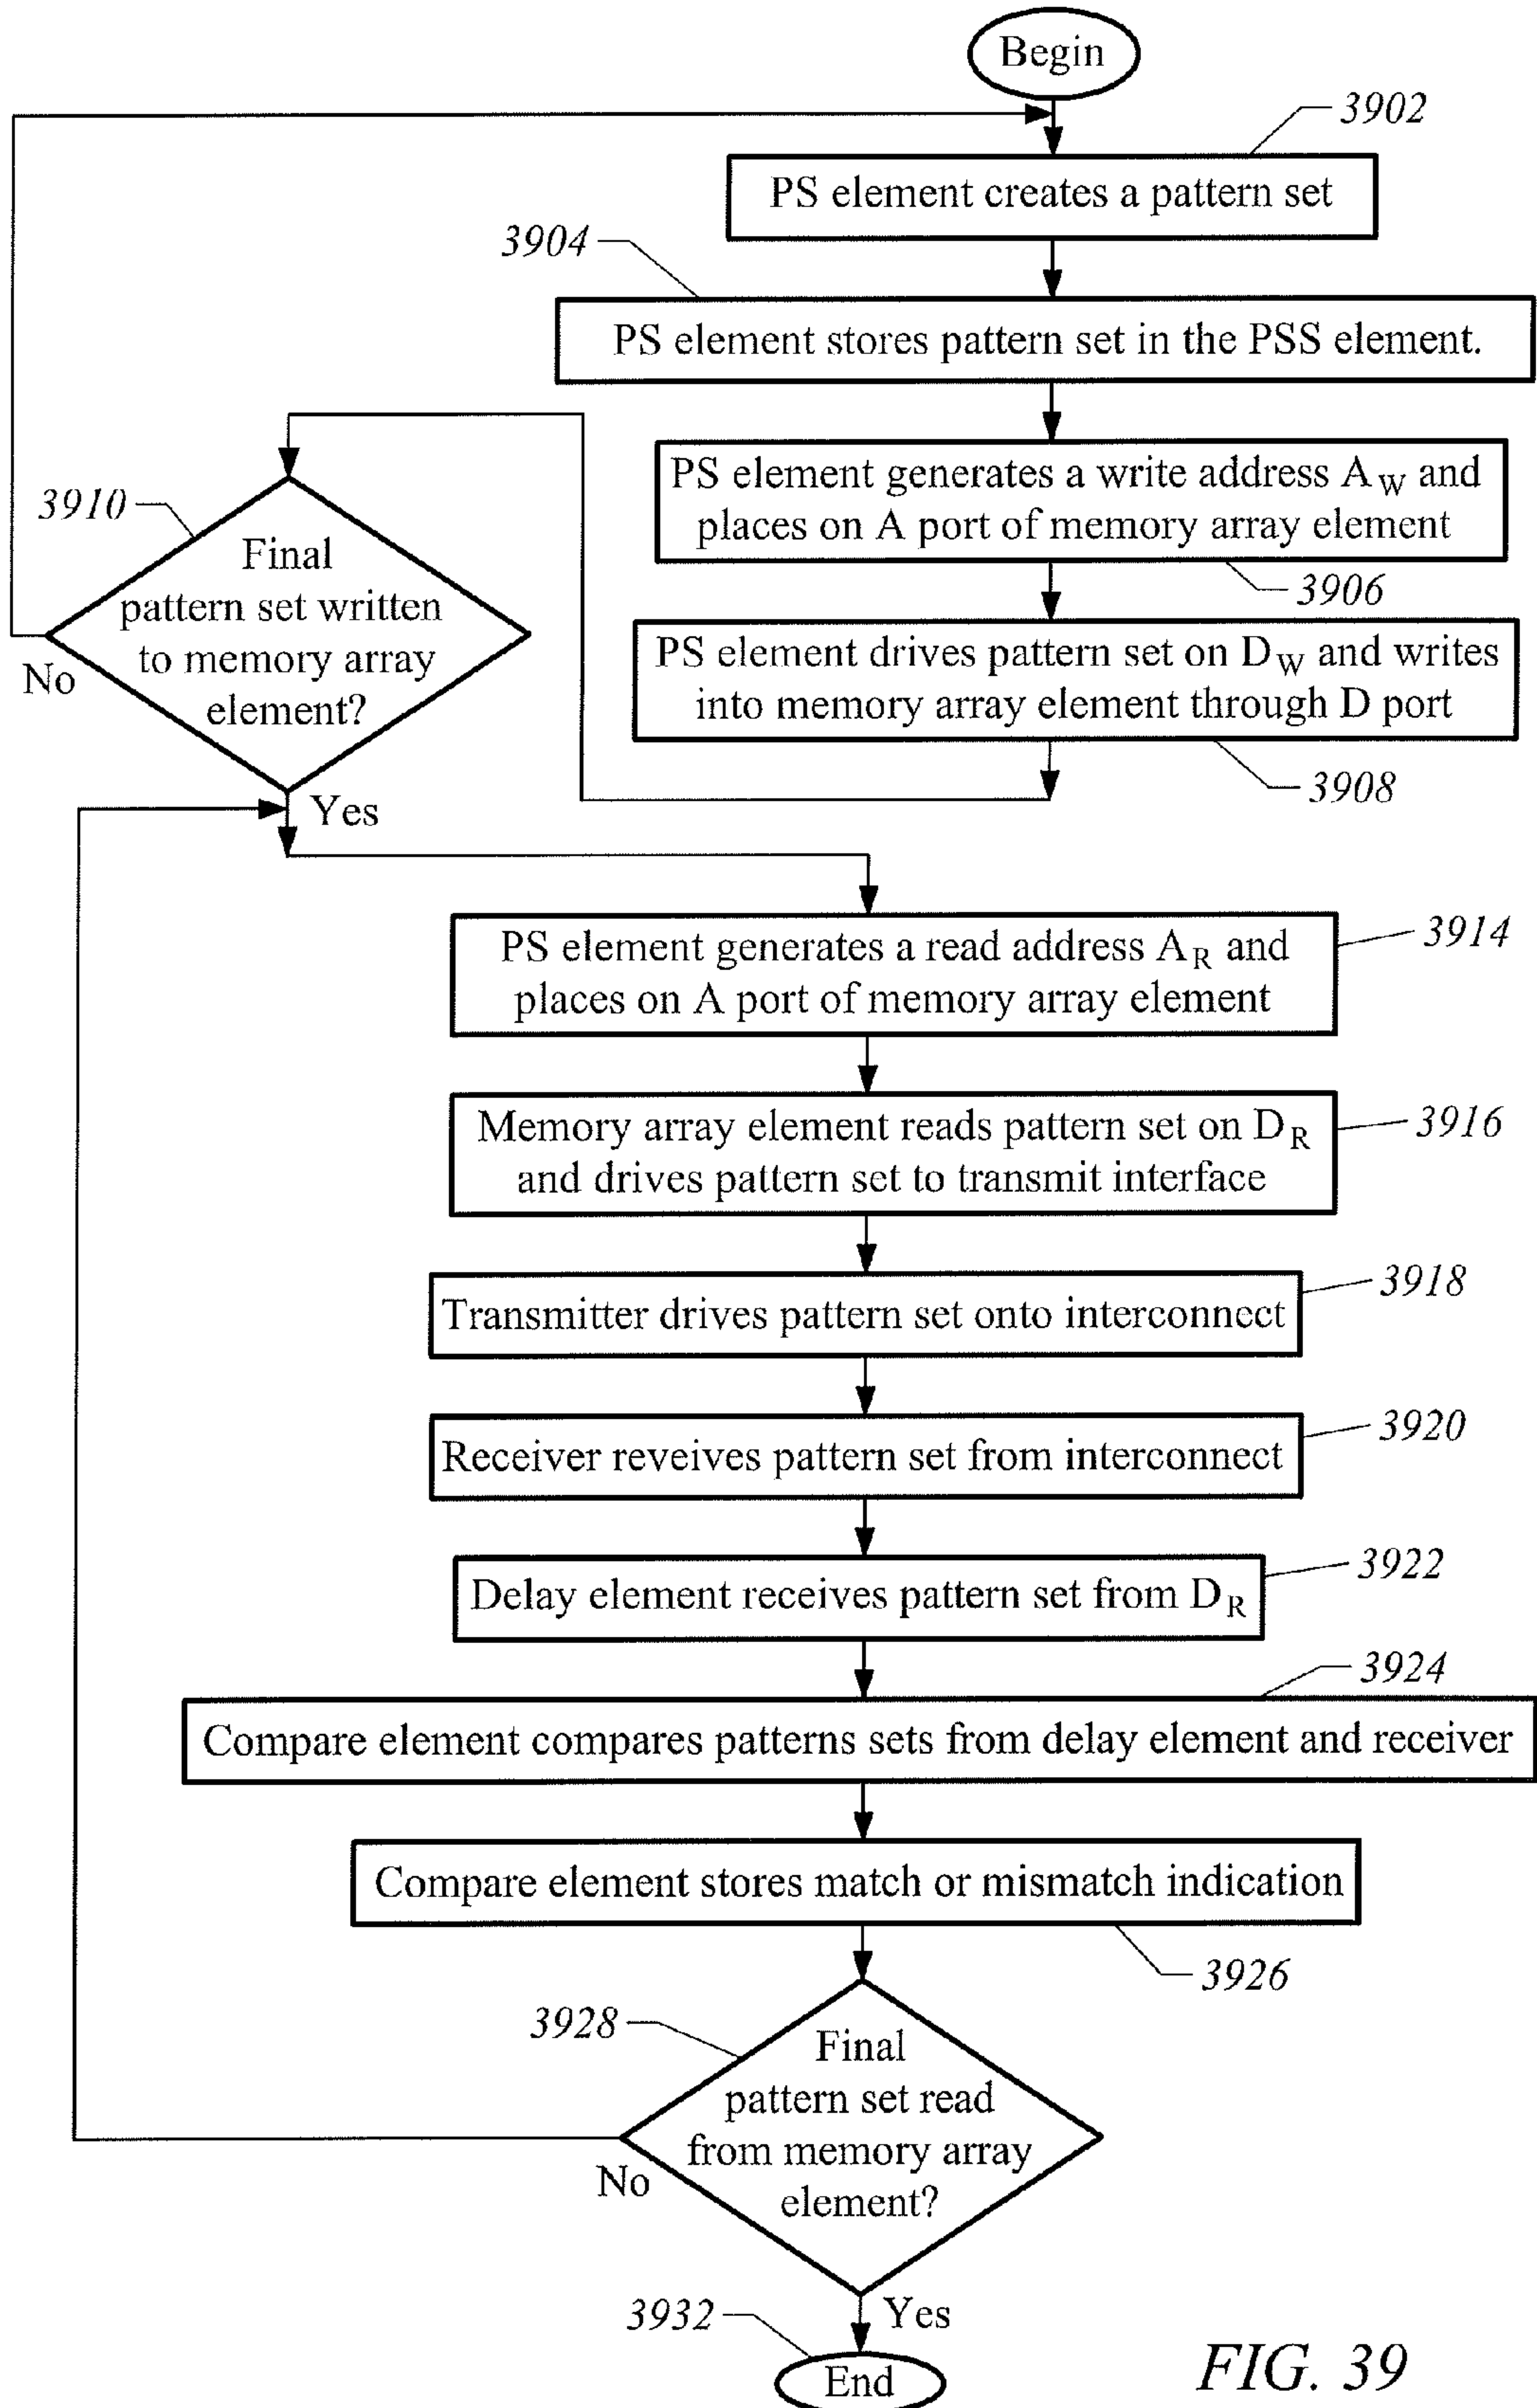 Begin
3902
PS element creates a pattern set
3904
PS element stores pattern set in the PSS element.
PS element generates a write address A_W and
places on A port of memory array element
3906
PS element drives pattern set on D_W and writes
into memory array element through D port
3908
3910
Final
pattern set written
to memory array
element?
No
Yes
PS element generates a read address A_R and
places on A port of memory array element
3914
Memory array element reads pattern set on D_R
and drives pattern set to transmit interface
3916
Transmitter drives pattern set onto interconnect
3918
Receiver reveives pattern set from interconnect
3920
Delay element receives pattern set from D_R
3922
3924
Compare element compares patterns sets from delay element and receiver
Compare element stores match or mismatch indication
3926
3928
Final
pattern set read
from memory array
element?
No
Yes
3932
End
FIG. 39